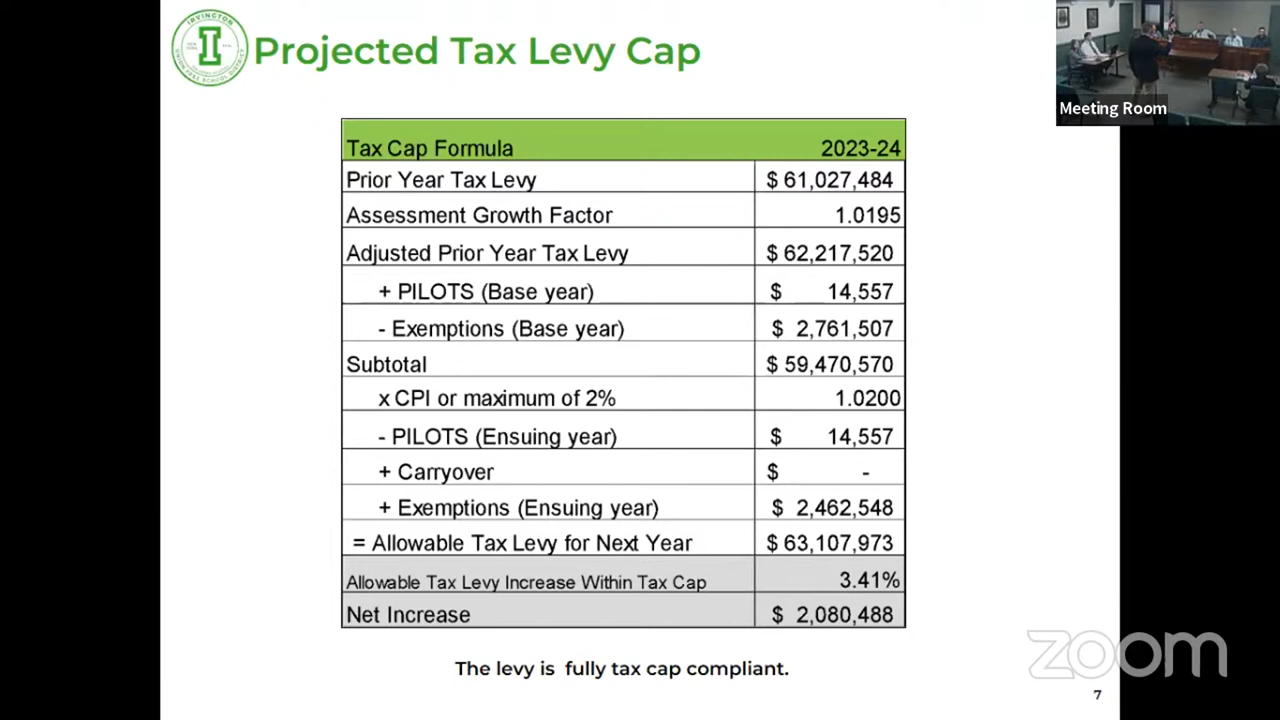 IRVINGTON
UNION FREE SCHOOL DISTRICT
I
Projected Tax Levy Cap
Meeting Room
Tax Cap Formula 2023-24
Prior Year Tax Levy $ 61,027,484
Assessment Growth Factor 1.0195
Adjusted Prior Year Tax Levy $ 62,217,520
+ PILOTS (Base year) $ 14,557
- Exemptions (Base year) $ 2,761,507
Subtotal $ 59,470,570
x CPI or maximum of 2% 1.0200
- PILOTS (Ensuing year) $ 14,557
+ Carryover $ -
+ Exemptions (Ensuing year) $ 2,462,548
= Allowable Tax Levy for Next Year $ 63,107,973
Allowable Tax Levy Increase Within Tax Cap 3.41%
Net Increase $ 2,080,488
The levy is fully tax cap compliant.
zoom
7